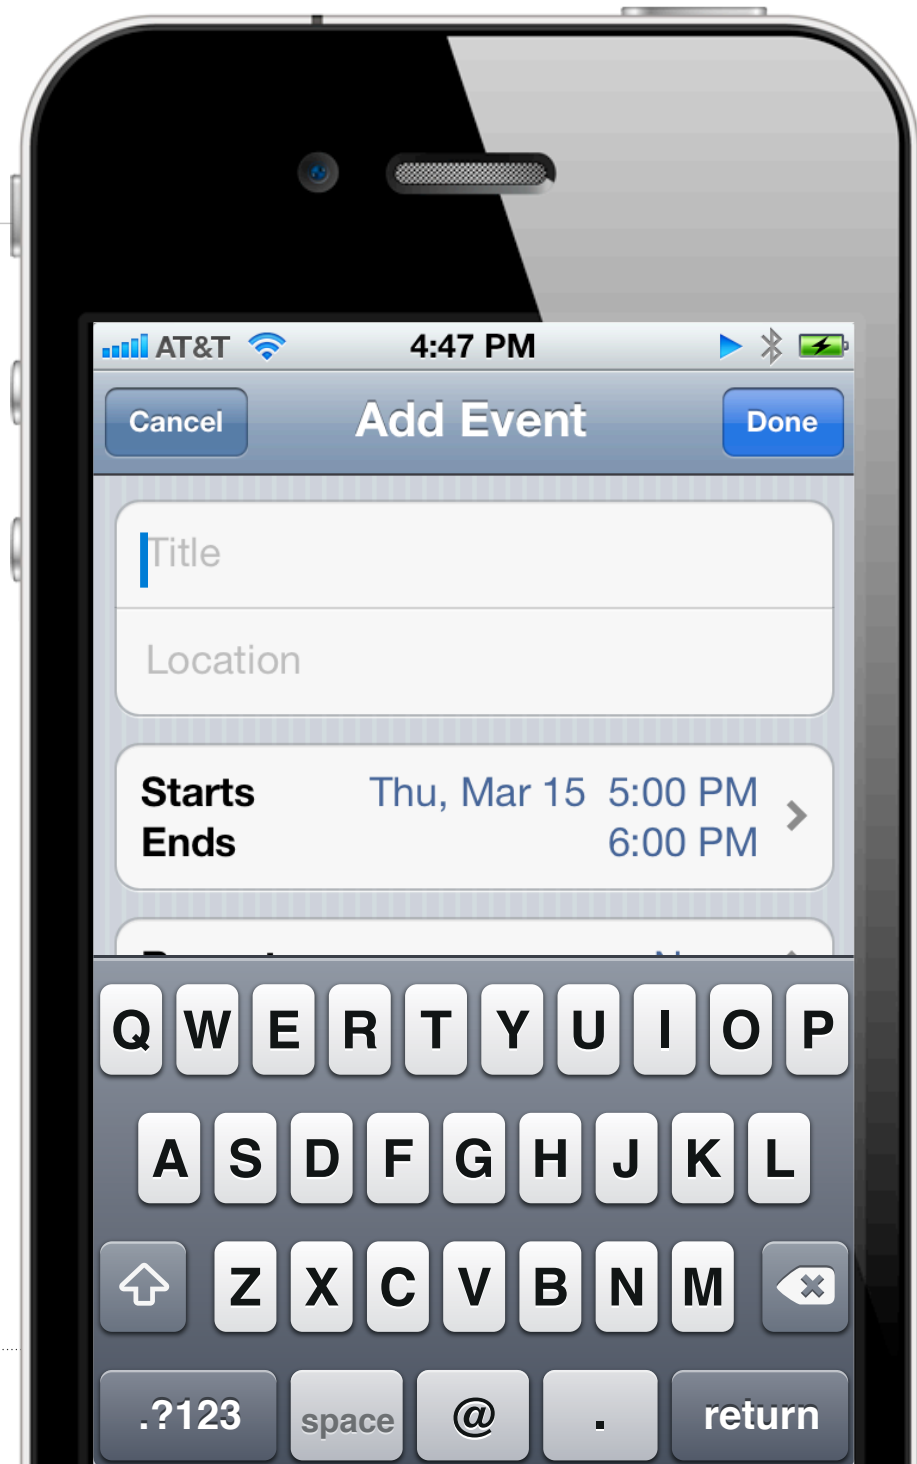 AT&T 4:47 PM
Cancel Add Event Done
Title
Location
Starts Thu, Mar 15 5:00 PM
Ends 6:00 PM
Q W E R T Y U I O P
A S D F G H J K L
Z X C V B N M
.?123 space @ . return